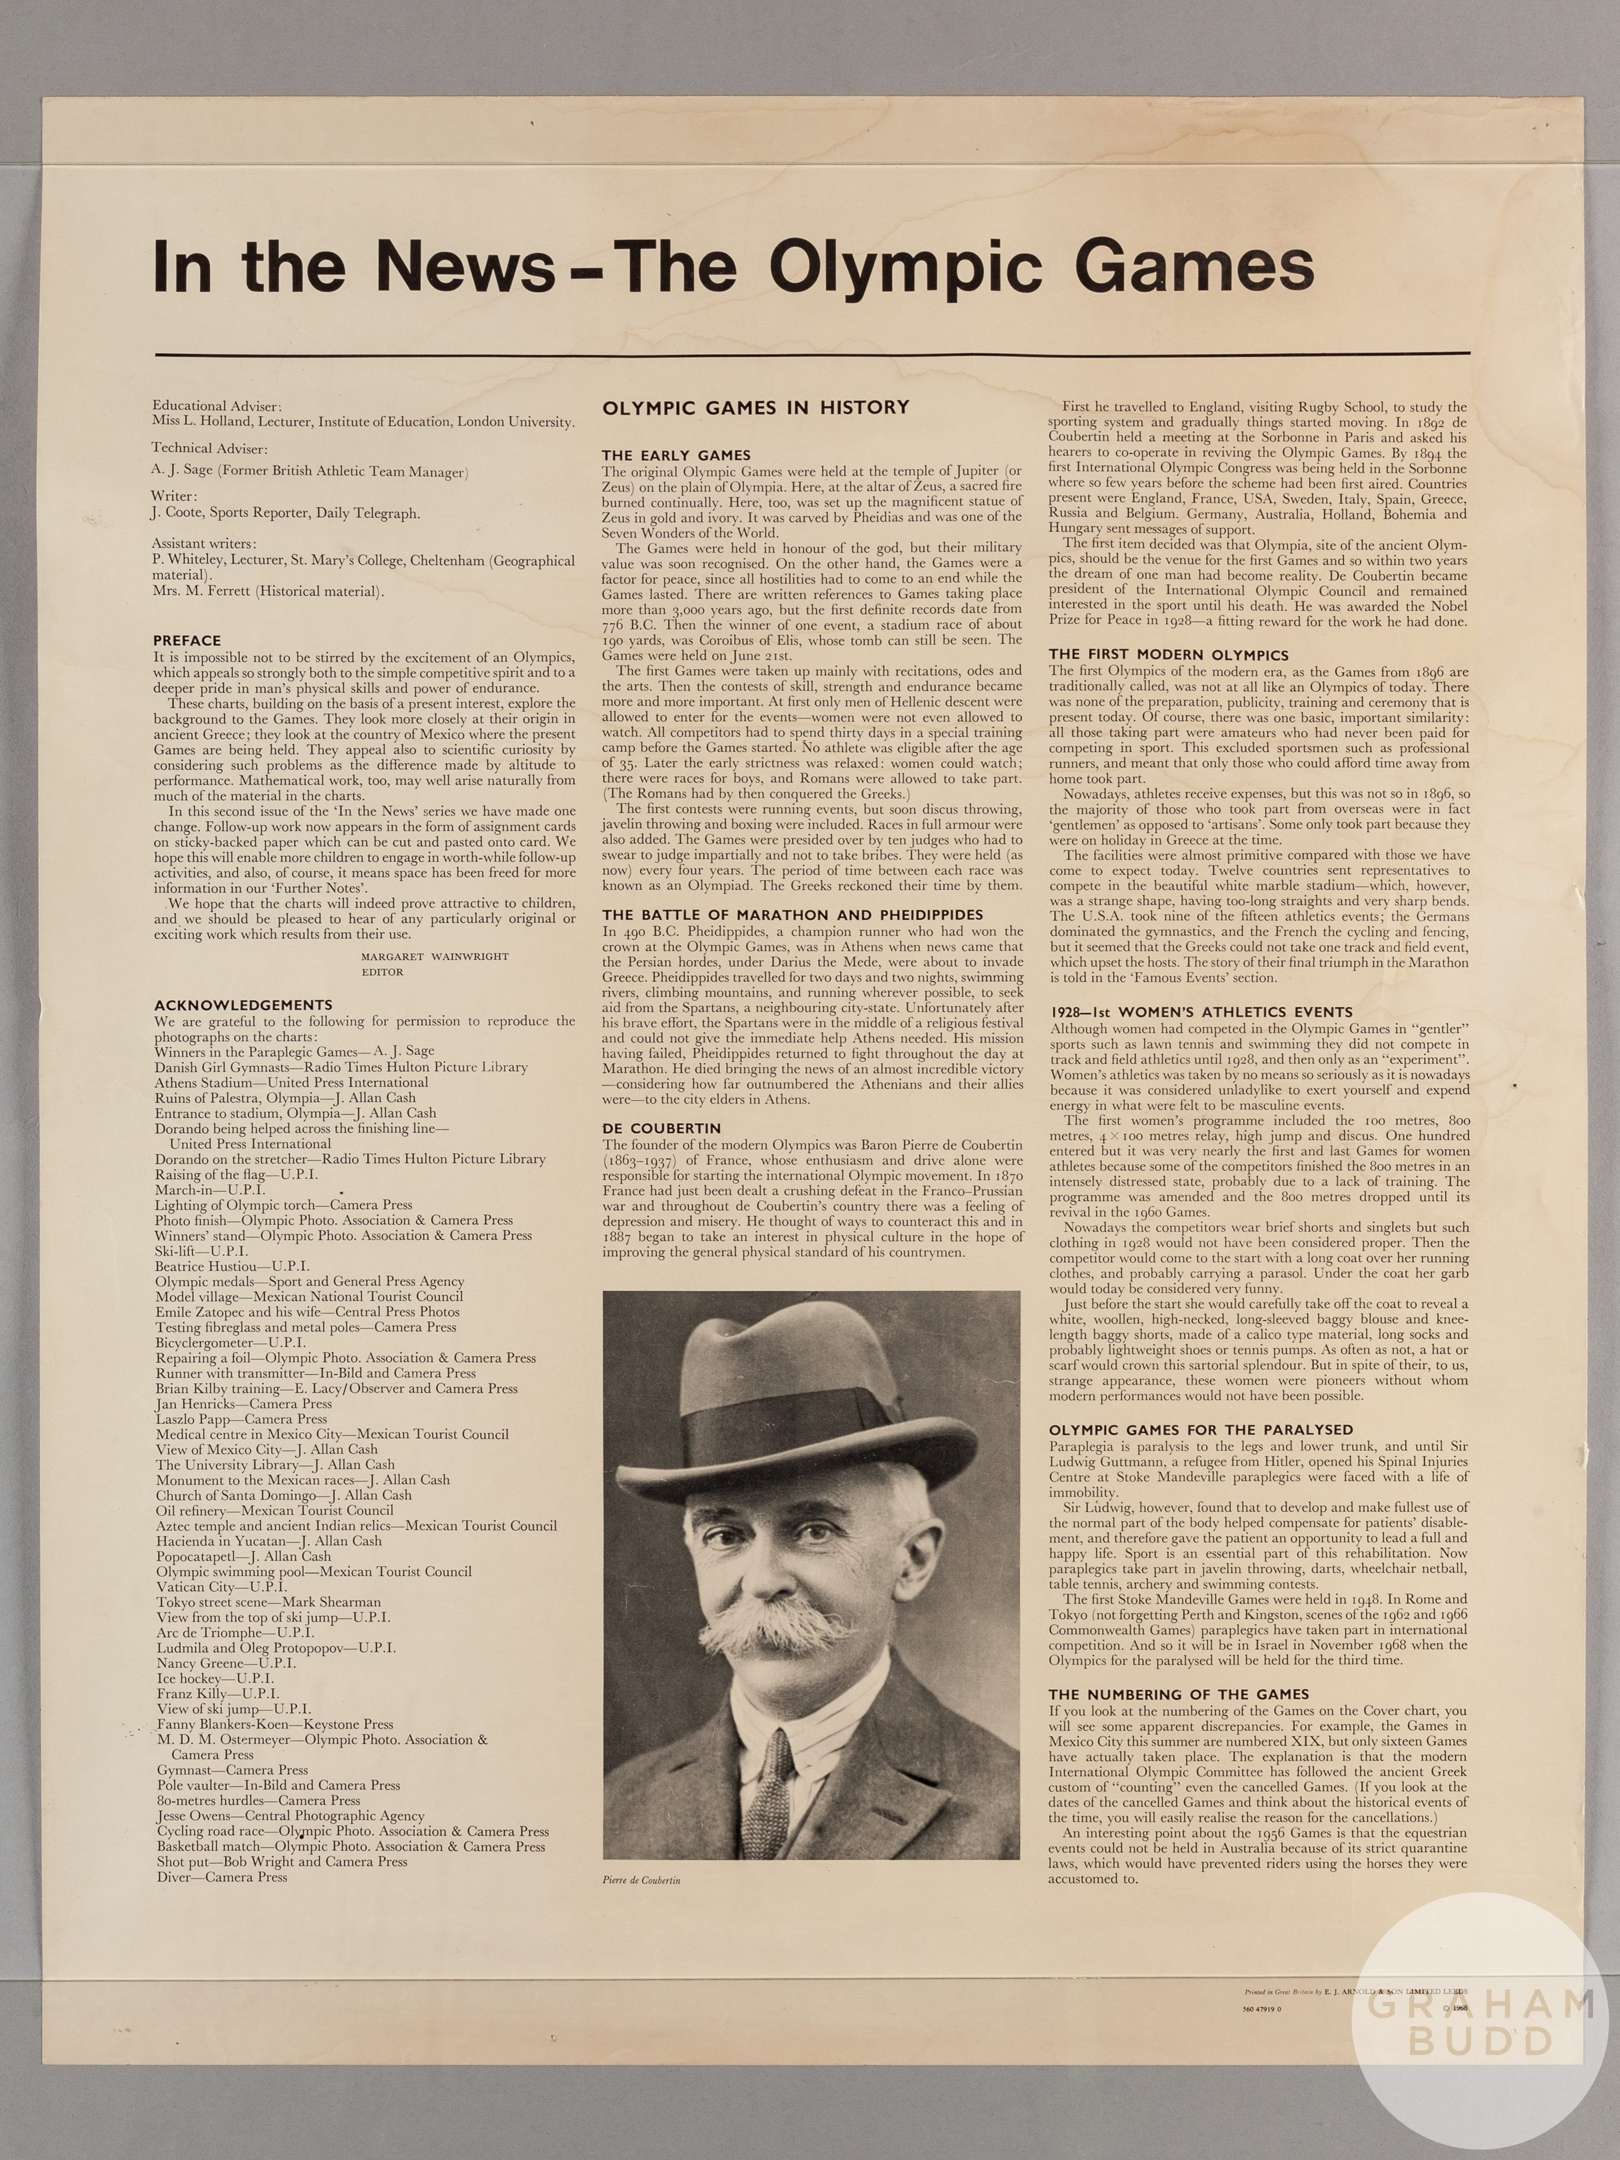 In the News – The Olympic Games
Educational Adviser:
Miss L. Holland, Lecturer, Institute of Education, London University.
Technical Adviser:
A. J. Sage (Former British Athletic Team Manager)
Writer:
J. Coote, Sports Reporter, Daily Telegraph.
Assistant writers:
P. Whiteley, Lecturer, St. Mary's College, Cheltenham (Geographical
material).
Mrs. M. Ferrett (Historical material).
PREFACE
It is impossible not to be stirred by the excitement of an Olympics,
which appeals so strongly both to the simple competitive spirit and to a
deeper pride in man's physical skills and power of endurance.
These charts, building on the basis of a present interest, explore the
background to the Games. They look more closely at their origin in
ancient Greece; they look at the country of Mexico where the present
Games are being held. They appeal also to scientific curiosity by
considering such problems as the difference made by altitude to
performance. Mathematical work, too, may well arise naturally from
much of the material in the charts.
In this second issue of the 'In the News' series we have made one
change. Follow-up work now appears in the form of assignment cards
on sticky-backed paper which can be cut and pasted onto card. We
hope this will enable more children to engage in worth-while follow-up
activities, and also, of course, it means space has been freed for more
information in our 'Further Notes'.
We hope that the charts will indeed prove attractive to children,
and we should be pleased to hear of any particularly original or
exciting work which results from their use.
MARGARET WAINWRIGHT
EDITOR
ACKNOWLEDGEMENTS
We are grateful to the following for permission to reproduce the
photographs on the charts:
Winners in the Paraplegic Games—A. J. Sage
Danish Girl Gymnasts—Radio Times Hulton Picture Library
Athens Stadium—United Press International
Ruins of Palestra, Olympia—J. Allan Cash
Entrance to stadium, Olympia—J. Allan Cash
Dorando being helped across the finishing line—
United Press International
Dorando on the stretcher—Radio Times Hulton Picture Library
Raising of the flag—U.P.I.
March-in—U.P.I.
Lighting of Olympic torch—Camera Press
Photo finish—Olympic Photo. Association & Camera Press
Winners' stand—Olympic Photo. Association & Camera Press
Ski-lift—U.P.I.
Beatrice Hustiou—U.P.I.
Olympic medals—Sport and General Press Agency
Model village—Mexican National Tourist Council
Emile Zatopec and his wife—Central Press Photos
Testing fibreglass and metal poles—Camera Press
Bicyclergometer—U.P.I.
Repairing a foil—Olympic Photo. Association & Camera Press
Runner with transmitter—In-Bild and Camera Press
Brian Kilby training—E. Lacy/Observer and Camera Press
Jan Henricks—Camera Press
Laszlo Papp—Camera Press
Medical centre in Mexico City—Mexican Tourist Council
View of Mexico City—J. Allan Cash
The University Library—J. Allan Cash
Monument to the Mexican races—J. Allan Cash
Church of Santa Domingo—J. Allan Cash
Oil refinery—Mexican Tourist Council
Aztec temple and ancient Indian relics—Mexican Tourist Council
Hacienda in Yucatan—J. Allan Cash
Popocatapetl—J. Allan Cash
Olympic swimming pool—Mexican Tourist Council
Vatican City—U.P.I.
Tokyo street scene—Mark Shearman
View from the top of ski jump—U.P.I.
Arc de Triomphe—U.P.I.
Ludmila and Oleg Protopopov—U.P.I.
Nancy Greene—U.P.I.
Ice hockey—U.P.I.
Franz Killy—U.P.I.
View of ski jump—U.P.I.
Fanny Blankers-Koen—Keystone Press
M. D. M. Ostermeyer—Olympic Photo. Association &
Camera Press
Gymnast—Camera Press
Pole vaulter—In-Bild and Camera Press
80-metres hurdles—Camera Press
Jesse Owens—Central Photographic Agency
Cycling road race—Olympic Photo. Association & Camera Press
Basketball match—Olympic Photo. Association & Camera Press
Shot put—Bob Wright and Camera Press
Diver—Camera Press
OLYMPIC GAMES IN HISTORY
THE EARLY GAMES
The original Olympic Games were held at the temple of Jupiter (or
Zeus) on the plain of Olympia. Here, at the altar of Zeus, a sacred fire
burned continually. Here, too, was set up the magnificent statue of
Zeus in gold and ivory. It was carved by Pheidias and was one of the
Seven Wonders of the World.
The Games were held in honour of the god, but their military
value was soon recognised. On the other hand, the Games were a
factor for peace, since all hostilities had to come to an end while the
Games lasted. There are written references to Games taking place
more than 3,000 years ago, but the first definite records date from
776 B.C. Then the winner of one event, a stadium race of about
190 yards, was Coroibus of Elis, whose tomb can still be seen. The
Games were held on June 21st.
The first Games were taken up mainly with recitations, odes and
the arts. Then the contests of skill, strength and endurance became
more and more important. At first only men of Hellenic descent were
allowed to enter for the events—women were not even allowed to
watch. All competitors had to spend thirty days in a special training
camp before the Games started. No athlete was eligible after the age
of 35. Later the early strictness was relaxed: women could watch;
there were races for boys, and Romans were allowed to take part.
(The Romans had by then conquered the Greeks.)
The first contests were running events, but soon discus throwing,
javelin throwing and boxing were included. Races in full armour were
also added. The Games were presided over by ten judges who had to
swear to judge impartially and not to take bribes. They were held (as
now) every four years. The period of time between each race was
known as an Olympiad. The Greeks reckoned their time by them.
THE BATTLE OF MARATHON AND PHEIDIPPIDES
In 490 B.C. Pheidippides, a champion runner who had won the
crown at the Olympic Games, was in Athens when news came that
the Persian hordes, under Darius the Mede, were about to invade
Greece. Pheidippides travelled for two days and two nights, swimming
rivers, climbing mountains, and running wherever possible, to seek
aid from the Spartans, a neighbouring city-state. Unfortunately after
his brave effort, the Spartans were in the middle of a religious festival
and could not give the immediate help Athens needed. His mission
having failed, Pheidippides returned to fight throughout the day at
Marathon. He died bringing the news of an almost incredible victory
—considering how far outnumbered the Athenians and their allies
were—to the city elders in Athens.
DE COUBERTIN
The founder of the modern Olympics was Baron Pierre de Coubertin
(1863–1937) of France, whose enthusiasm and drive alone were
responsible for starting the international Olympic movement. In 1870
France had just been dealt a crushing defeat in the Franco–Prussian
war and throughout de Coubertin's country there was a feeling of
depression and misery. He thought of ways to counteract this and in
1887 began to take an interest in physical culture in the hope of
improving the general physical standard of his countrymen.
Pierre de Coubertin
First he travelled to England, visiting Rugby School, to study the
sporting system and gradually things started moving. In 1892 de
Coubertin held a meeting at the Sorbonne in Paris and asked his
hearers to co-operate in reviving the Olympic Games. By 1894 the
first International Olympic Congress was being held in the Sorbonne
where so few years before the scheme had been first aired. Countries
present were England, France, USA, Sweden, Italy, Spain, Greece,
Russia and Belgium. Germany, Australia, Holland, Bohemia and
Hungary sent messages of support.
The first item decided was that Olympia, site of the ancient Olym-
pics, should be the venue for the first Games and so within two years
the dream of one man had become reality. De Coubertin became
president of the International Olympic Council and remained
interested in the sport until his death. He was awarded the Nobel
Prize for Peace in 1928—a fitting reward for the work he had done.
THE FIRST MODERN OLYMPICS
The first Olympics of the modern era, as the Games from 1896 are
traditionally called, was not at all like an Olympics of today. There
was none of the preparation, publicity, training and ceremony that is
present today. Of course, there was one basic, important similarity:
all those taking part were amateurs who had never been paid for
competing in sport. This excluded sportsmen such as professional
runners, and meant that only those who could afford time away from
home took part.
Nowadays, athletes receive expenses, but this was not so in 1896, so
the majority of those who took part from overseas were in fact
'gentlemen' as opposed to 'artisans'. Some only took part because they
were on holiday in Greece at the time.
The facilities were almost primitive compared with those we have
come to expect today. Twelve countries sent representatives to
compete in the beautiful white marble stadium—which, however,
was a strange shape, having too-long straights and very sharp bends.
The U.S.A. took nine of the fifteen athletics events; the Germans
dominated the gymnastics, and the French the cycling and fencing,
but it seemed that the Greeks could not take one track and field event,
which upset the hosts. The story of their final triumph in the Marathon
is told in the 'Famous Events' section.
1928—1st WOMEN'S ATHLETICS EVENTS
Although women had competed in the Olympic Games in "gentler"
sports such as lawn tennis and swimming they did not compete in
track and field athletics until 1928, and then only as an "experiment".
Women's athletics was taken by no means so seriously as it is nowadays
because it was considered unladylike to exert yourself and expend
energy in what were felt to be masculine events.
The first women's programme included the 100 metres, 800
metres, 4 × 100 metres relay, high jump and discus. One hundred
entered but it was very nearly the first and last Games for women
athletes because some of the competitors finished the 800 metres in an
intensely distressed state, probably due to a lack of training. The
programme was amended and the 800 metres dropped until its
revival in the 1960 Games.
Nowadays the competitors wear brief shorts and singlets but such
clothing in 1928 would not have been considered proper. Then the
competitor would come to the start with a long coat over her running
clothes, and probably carrying a parasol. Under the coat her garb
would today be considered very funny.
Just before the start she would carefully take off the coat to reveal a
white, woollen, high-necked, long-sleeved baggy blouse and knee-
length baggy shorts, made of a calico type material, long socks and
probably lightweight shoes or tennis pumps. As often as not, a hat or
scarf would crown this sartorial splendour. But in spite of their, to us,
strange appearance, these women were pioneers without whom
modern performances would not have been possible.
OLYMPIC GAMES FOR THE PARALYSED
Paraplegia is paralysis to the legs and lower trunk, and until Sir
Ludwig Guttmann, a refugee from Hitler, opened his Spinal Injuries
Centre at Stoke Mandeville paraplegics were faced with a life of
immobility.
Sir Ludwig, however, found that to develop and make fullest use of
the normal part of the body helped compensate for patients' disable-
ment, and therefore gave the patient an opportunity to lead a full and
happy life. Sport is an essential part of this rehabilitation. Now
paraplegics take part in javelin throwing, darts, wheelchair netball,
table tennis, archery and swimming contests.
The first Stoke Mandeville Games were held in 1948. In Rome and
Tokyo (not forgetting Perth and Kingston, scenes of the 1962 and 1966
Commonwealth Games) paraplegics have taken part in international
competition. And so it will be in Israel in November 1968 when the
Olympics for the paralysed will be held for the third time.
THE NUMBERING OF THE GAMES
If you look at the numbering of the Games on the Cover chart, you
will see some apparent discrepancies. For example, the Games in
Mexico City this summer are numbered XIX, but only sixteen Games
have actually taken place. The explanation is that the modern
International Olympic Committee has followed the ancient Greek
custom of "counting" even the cancelled Games. (If you look at the
dates of the cancelled Games and think about the historical events of
the time, you will easily realise the reason for the cancellations.)
An interesting point about the 1956 Games is that the equestrian
events could not be held in Australia because of its strict quarantine
laws, which would have prevented riders using the horses they were
accustomed to.
Printed in Great Britain by E. J. ARNOLD & SON LIMITED LEEDS
560 47919 0 © 1968
GRAHAM
BUDD